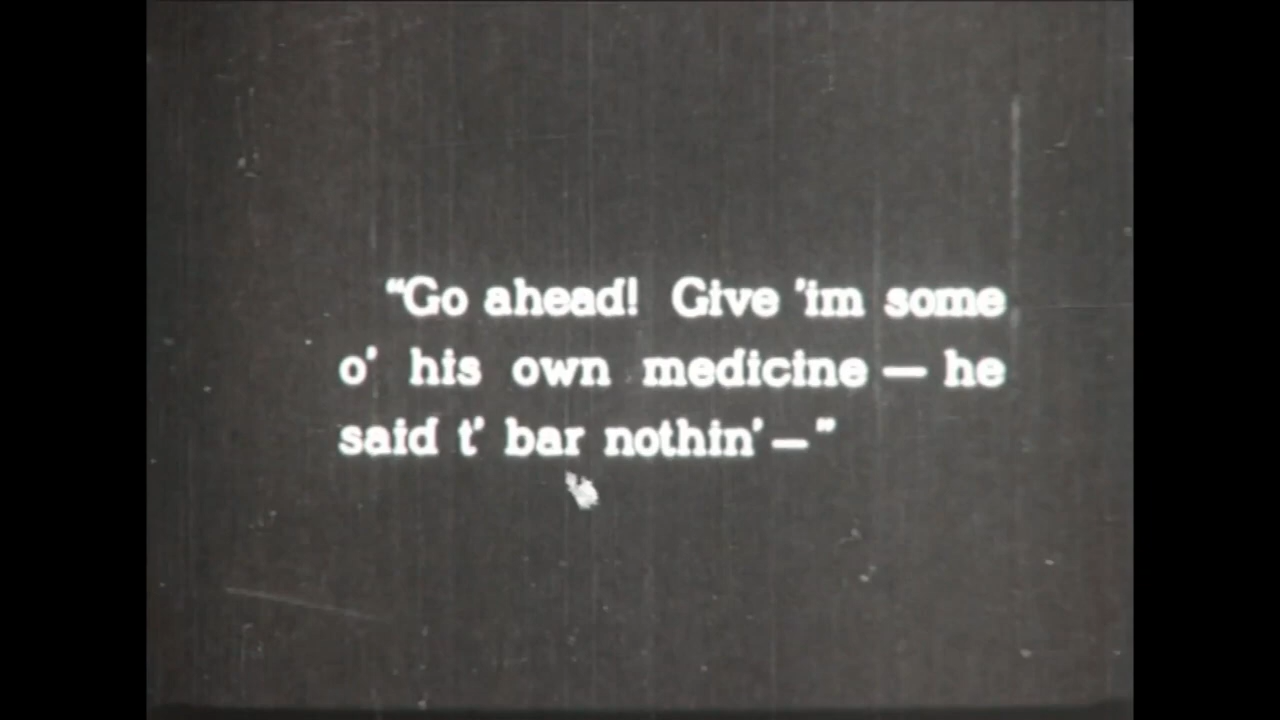 “Go ahead! Give ’im some
o’ his own medicine — he
said t’ bar nothin’—”